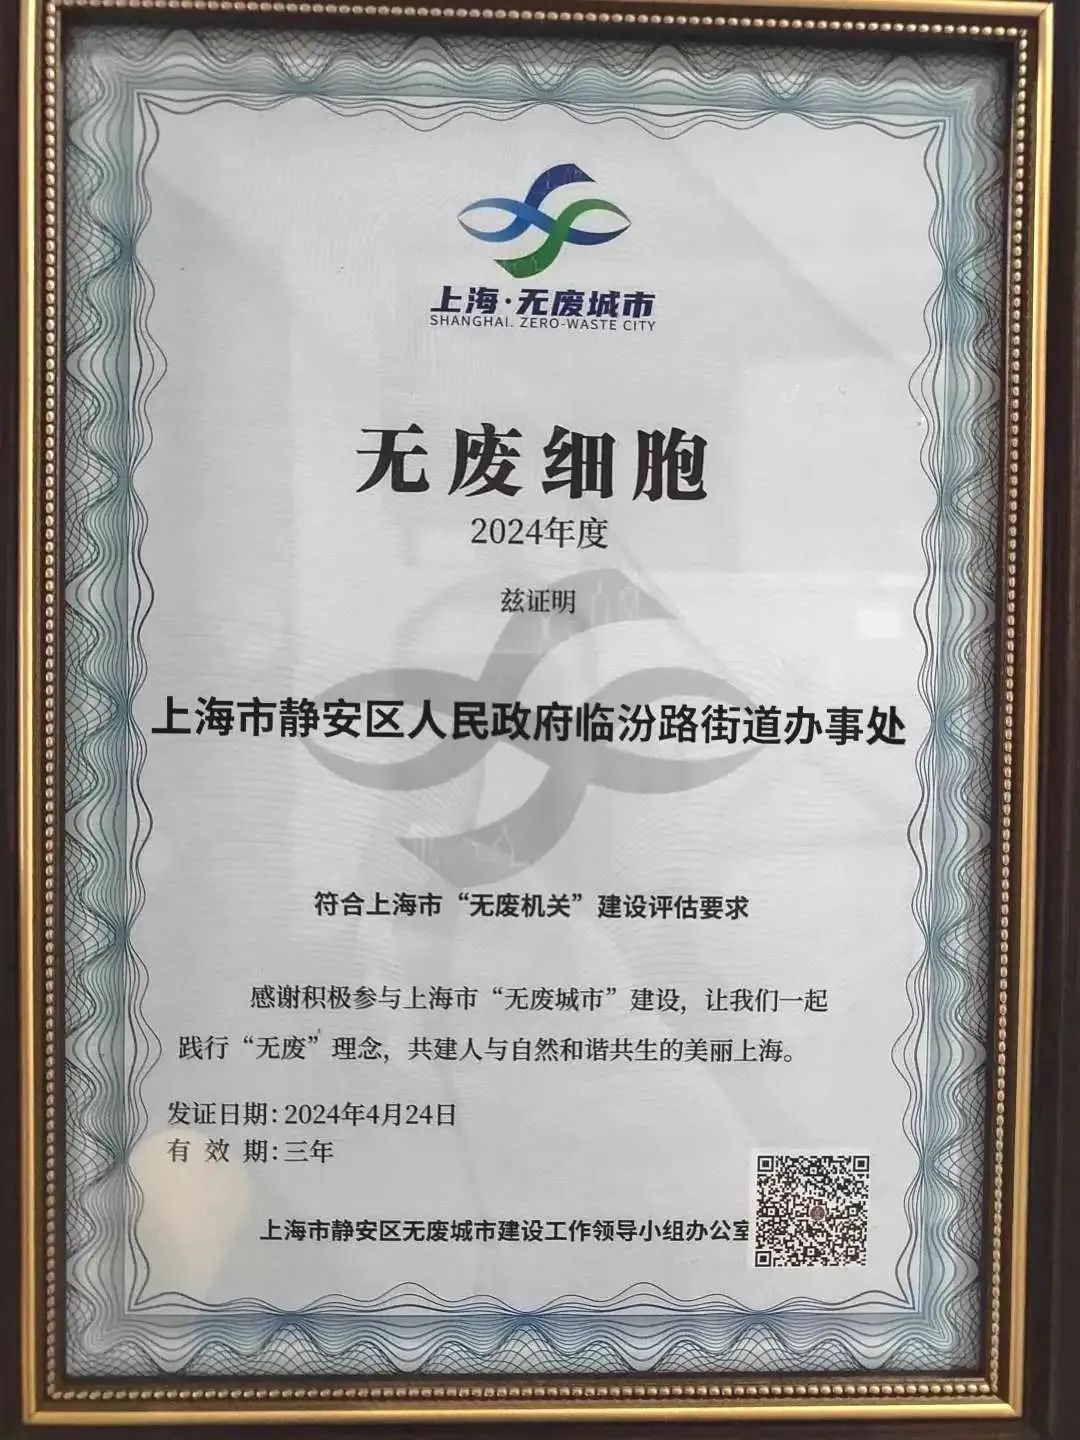 上海·无废城市
SHANGHAI. ZERO-WASTE CITY
无废细胞
2024年度
兹证明
上海市静安区人民政府临汾路街道办事处
符合上海市“无废机关”建设评估要求
感谢积极参与上海市“无废城市”建设，让我们一起
践行“无废”理念，共建人与自然和谐共生的美丽上海。
发证日期：2024年4月24日
有效期：三年
上海市静安区无废城市建设工作领导小组办公室